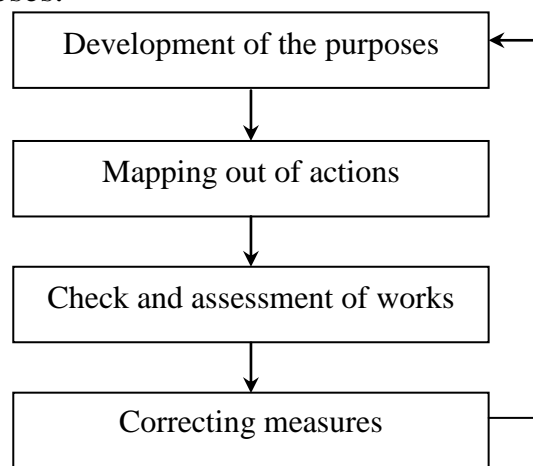 Development of the purposes
Mapping out of actions
Check and assessment of works
Correcting measures